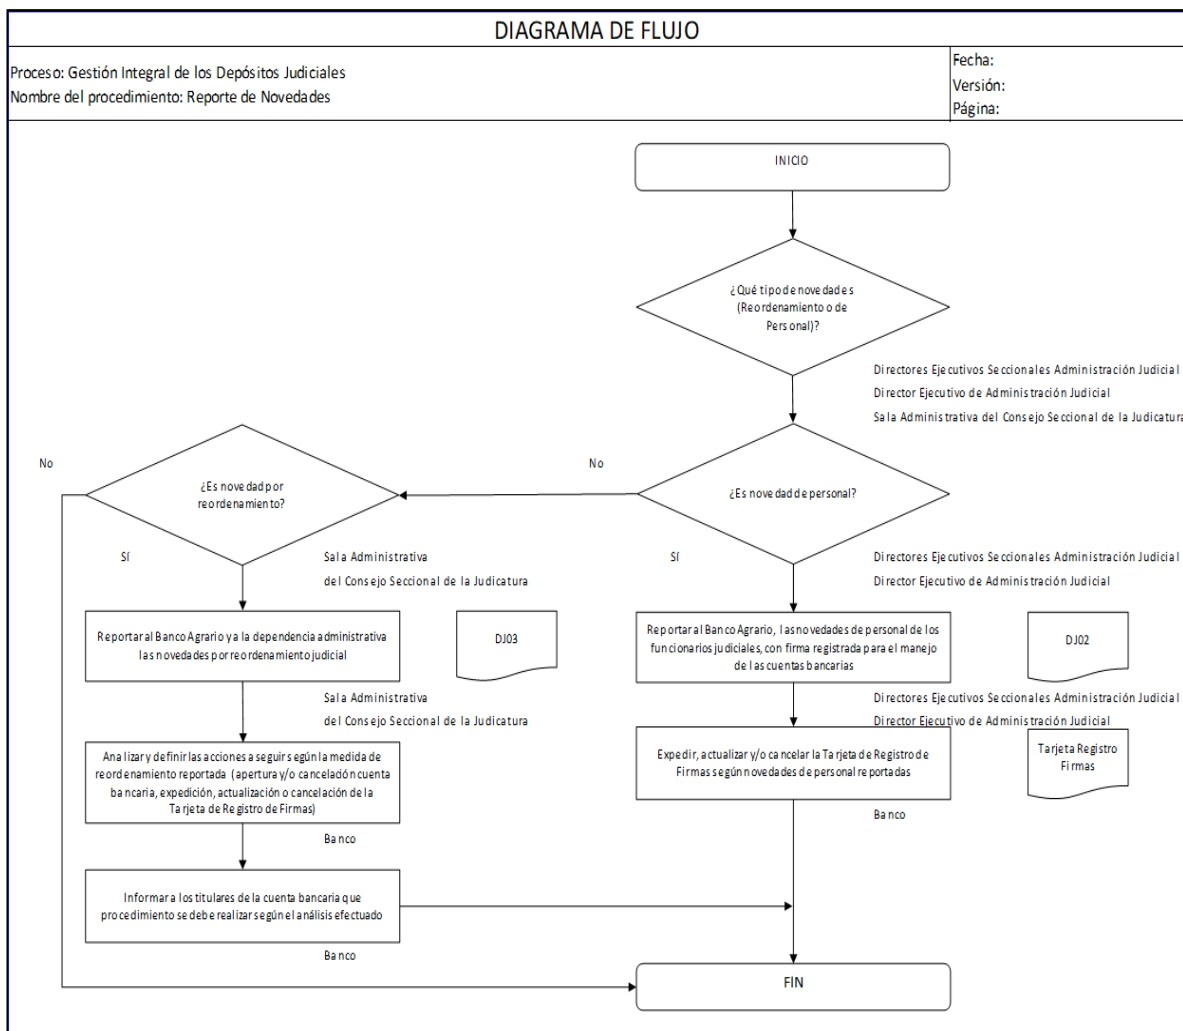 DIAGRAMA DE FLUJO
Proceso: Gestión Integral de los Depósitos Judiciales
Nombre del procedimiento: Reporte de Novedades
Fecha:
Versión:
Página:
INICIO
¿Qué tipo de novedades
(Reordenamiento o de
Personal)?
Directores Ejecutivos Seccionales Administración Judicial
Director Ejecutivo de Administración Judicial
Sala Administrativa del Consejo Seccional de la Judicatura
No
¿Es novedad por
reordenamiento?
No
¿Es novedad de personal?
Sí
Sala Administrativa
del Consejo Seccional de la Judicatura
Sí
Directores Ejecutivos Seccionales Administración Judicial
Director Ejecutivo de Administración Judicial
Reportar al Banco Agrario y a la dependencia administrativa
las novedades por reordenamiento judicial
DJ03
Reportar al Banco Agrario, las novedades de personal de los
funcionarios judiciales, con firma registrada para el manejo
de las cuentas bancarias
DJ02
Sala Administrativa
del Consejo Seccional de la Judicatura
Directores Ejecutivos Seccionales Administración Judicial
Director Ejecutivo de Administración Judicial
Analizar y definir las acciones a seguir según la medida de
reordenamiento reportada (apertura y/o cancelación cuenta
bancaria, expedición, actualización o cancelación de la
Tarjeta de Registro de Firmas)
Expedir, actualizar y/o cancelar la Tarjeta de Registro de
Firmas según novedades de personal reportadas
Tarjeta Registro
Firmas
Banco
Banco
Informar a los titulares de la cuenta bancaria que
procedimiento se debe realizar según el análisis efectuado
Banco
FIN